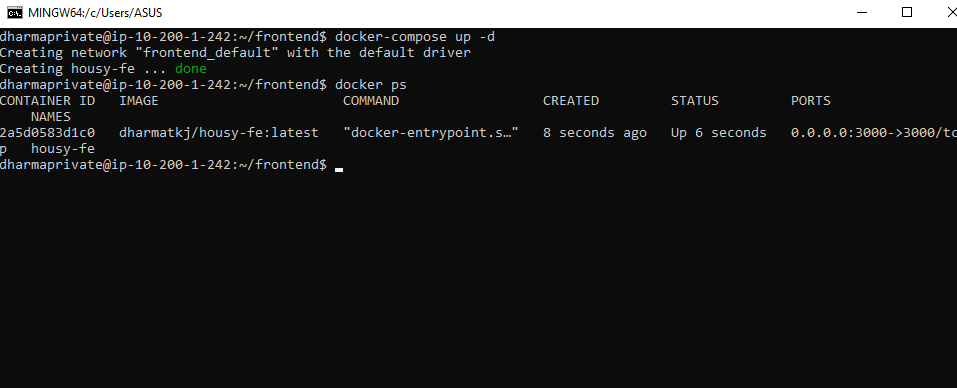 MINGW64:/c/Users/ASUS
dharmaprivate@ip-10-200-1-242:~/frontend$ docker-compose up -d
Creating network "frontend_default" with the default driver
Creating housy-fe ... done
dharmaprivate@ip-10-200-1-242:~/frontend$ docker ps
CONTAINER ID   IMAGE                       COMMAND                  CREATED         STATUS         PORTS
    NAMES
2a5d0583d1c0   dharmatkj/housy-fe:latest   "docker-entrypoint.s…"   8 seconds ago   Up 6 seconds   0.0.0.0:3000->3000/tc
p   housy-fe
dharmaprivate@ip-10-200-1-242:~/frontend$